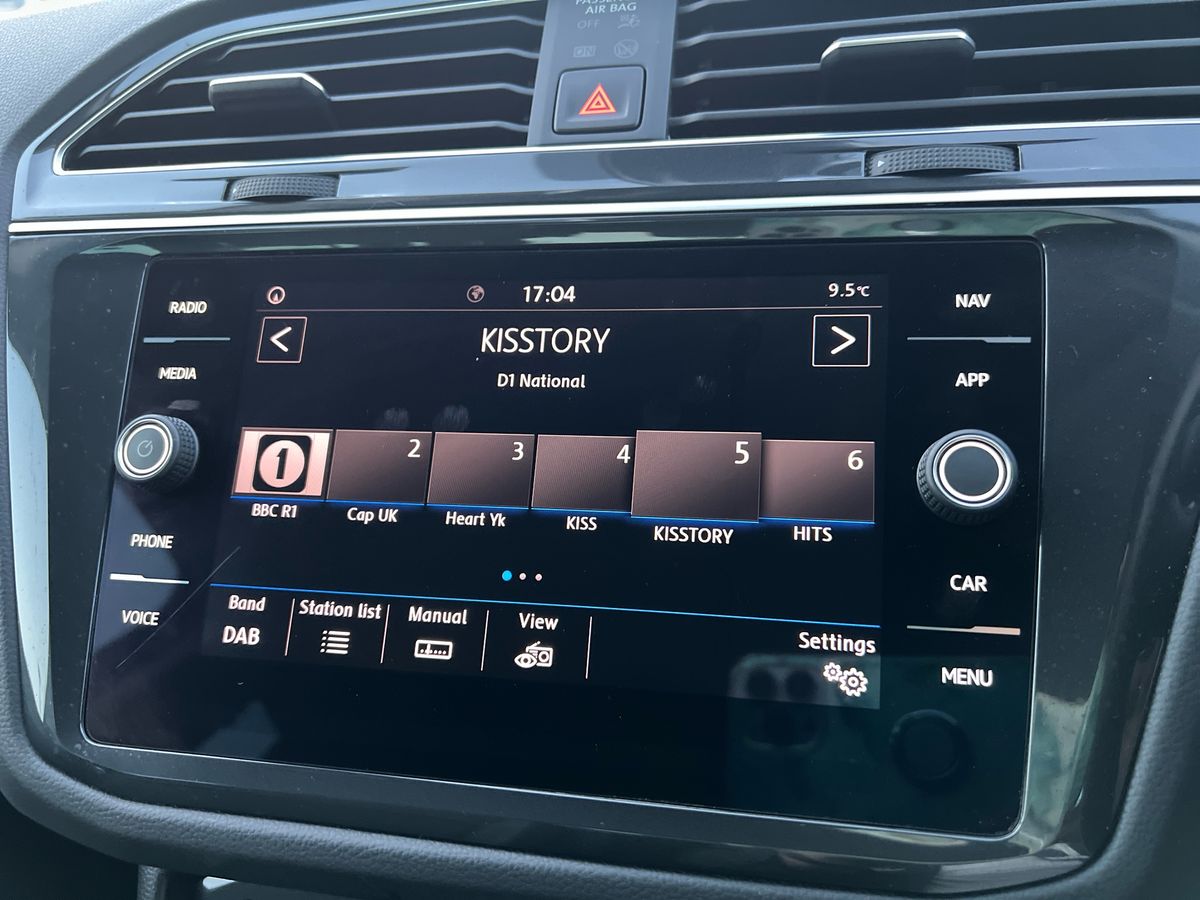 PASSENGER
AIR BAG
OFF
ON
17:04
9.5°C
RADIO
NAV
<
KISSTORY
>
D1 National
MEDIA
APP
1
2
3
4
5
6
BBC R1
Cap UK
Heart Yk
KISS
KISSTORY
HITS
PHONE
CAR
VOICE
Band
DAB
Station list
Manual
View
Settings
MENU